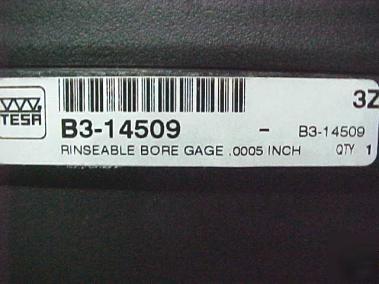 TESA
3Z
B3-14509 - B3-14509
RINSEABLE BORE GAGE .0005 INCH QTY 1